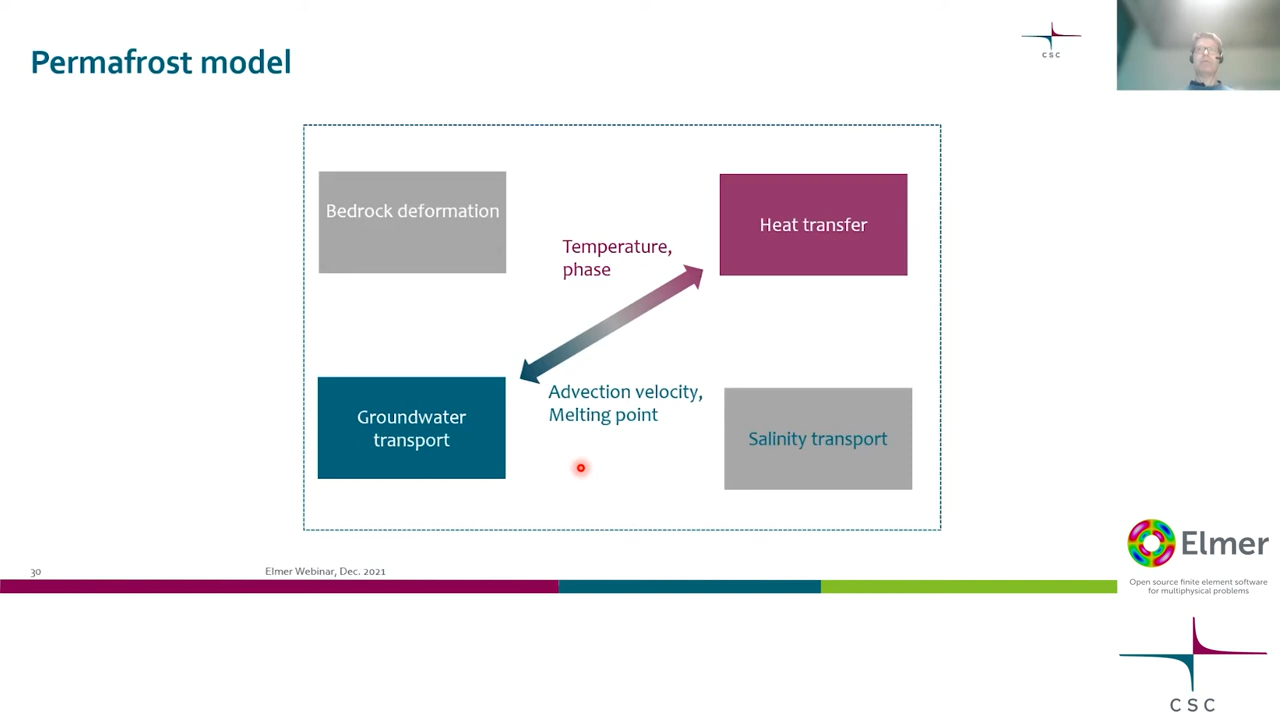 Permafrost model
CSC
Bedrock deformation
Heat transfer
Temperature,
phase
Advection velocity,
Melting point
Groundwater
transport
Salinity transport
Elmer
Open source finite element software
for multiphysical problems
30
Elmer Webinar, Dec. 2021
CSC